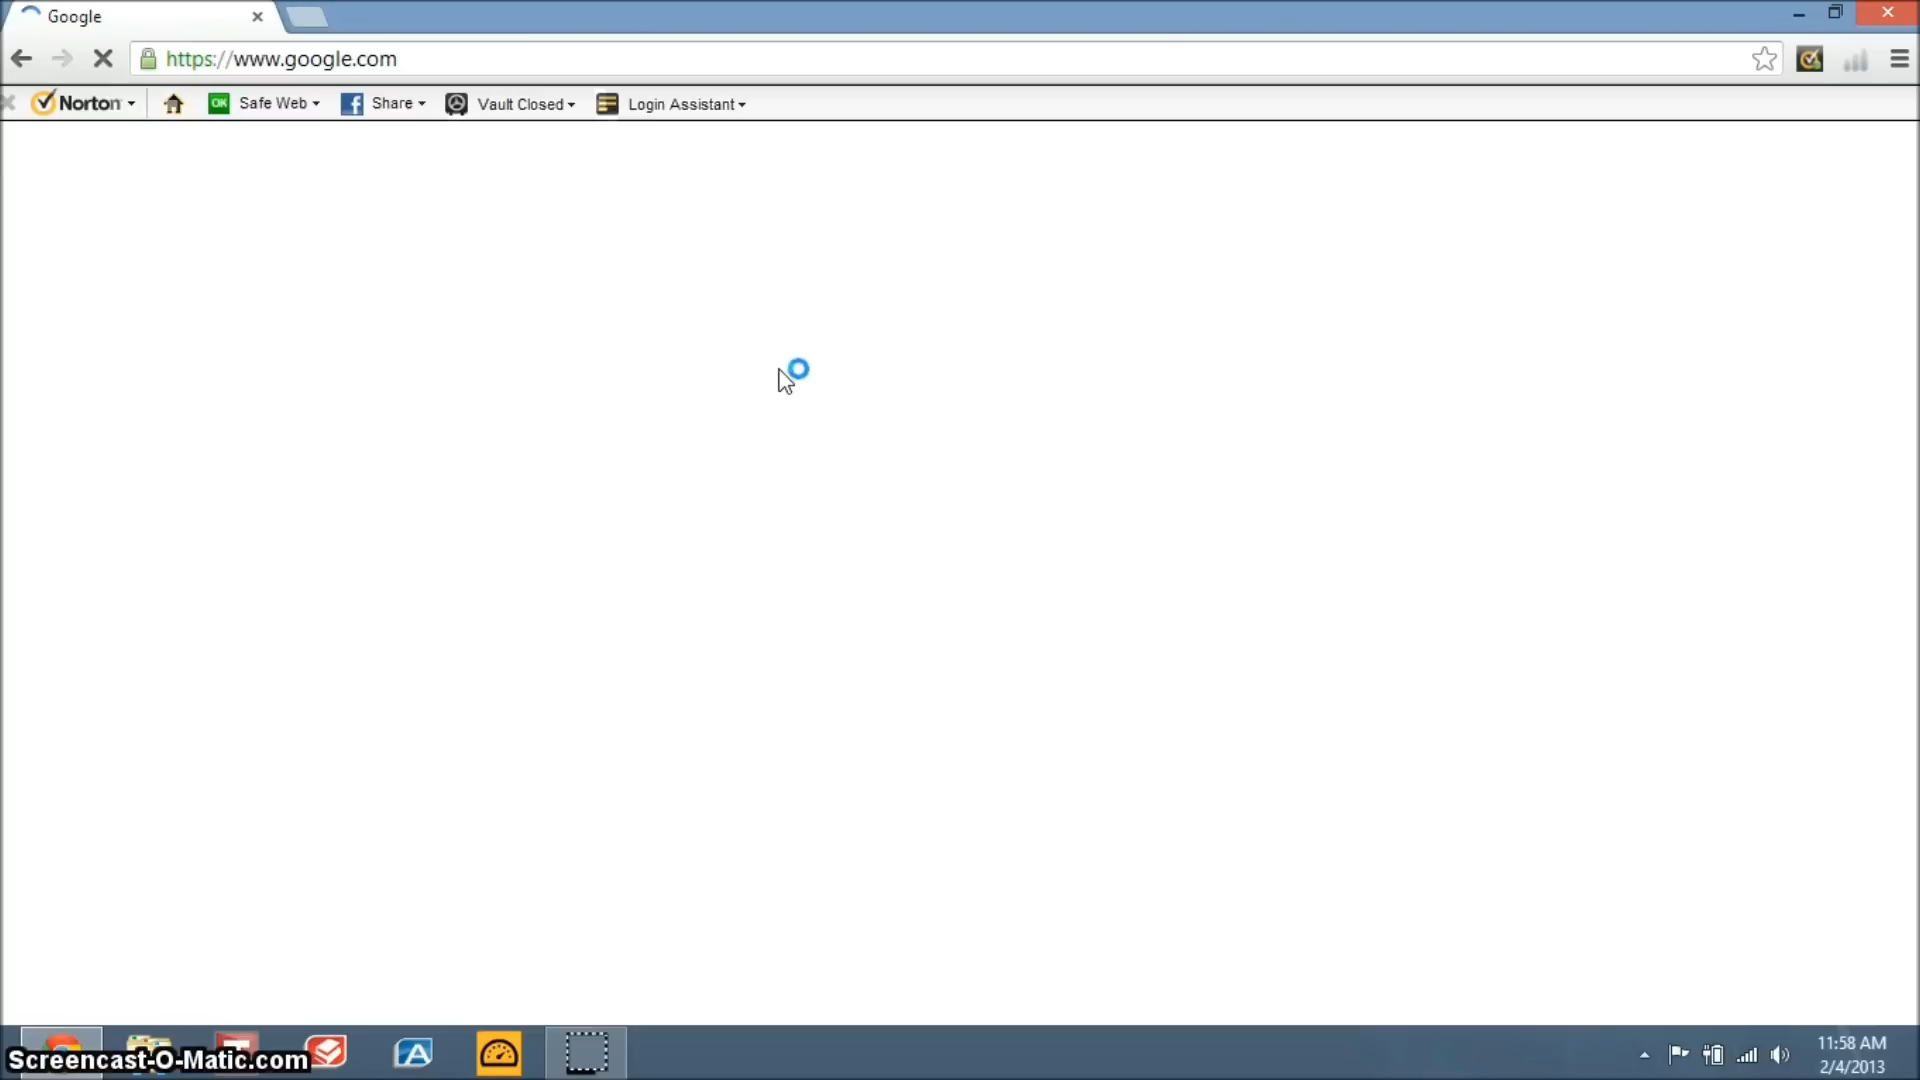 Google
https://www.google.com
Norton
OK
Safe Web
Share
Vault Closed
Login Assistant
Screencast-O-Matic.com
11:58 AM
2/4/2013